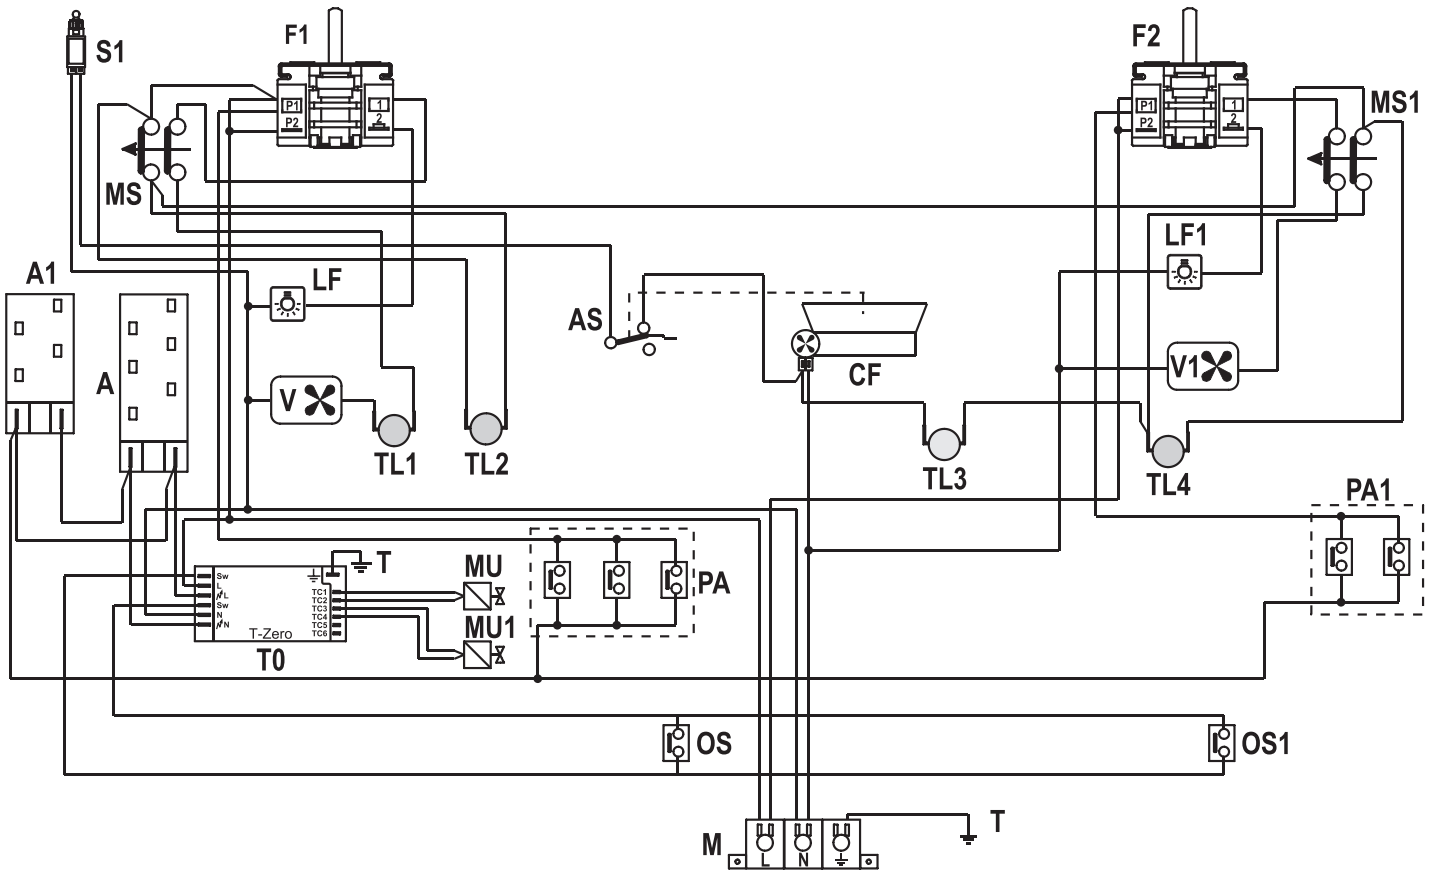 S1
F1
P1
P2
1
2
F2
P1
P2
1
2
MS1
MS
LF1
A1
LF
AS
CF
V1
A
V
TL1
TL2
TL3
TL4
PA1
T
Sw
L
L
Sw
N
N
TC1
TC2
TC3
TC4
TC5
TC6
T-Zero
T0
MU
MU1
PA
OS
OS1
M
L
N
T